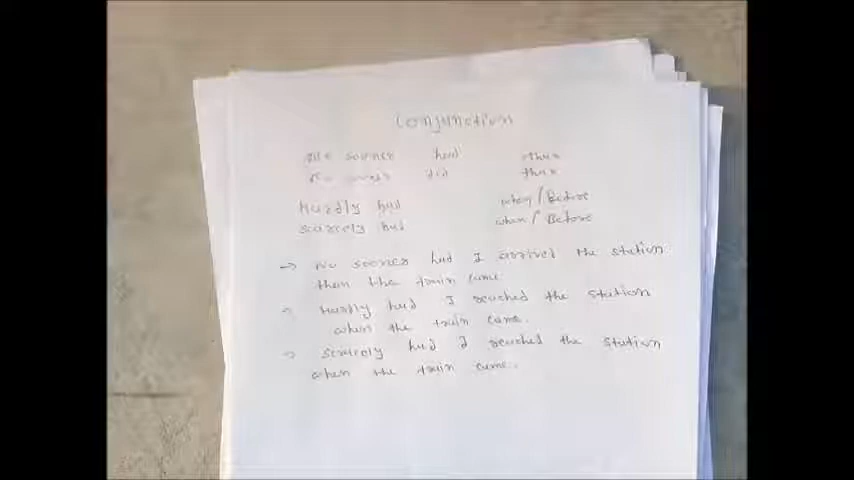 Conjunction
No sooner had than
No sooner did than
Hardly had when/Before
scarcely had when/Before
→ No sooner had I arrived the station
than the train came
→ Hardly had I reached the station
when the train came.
→ scarcely had I reached the station
when the train came.